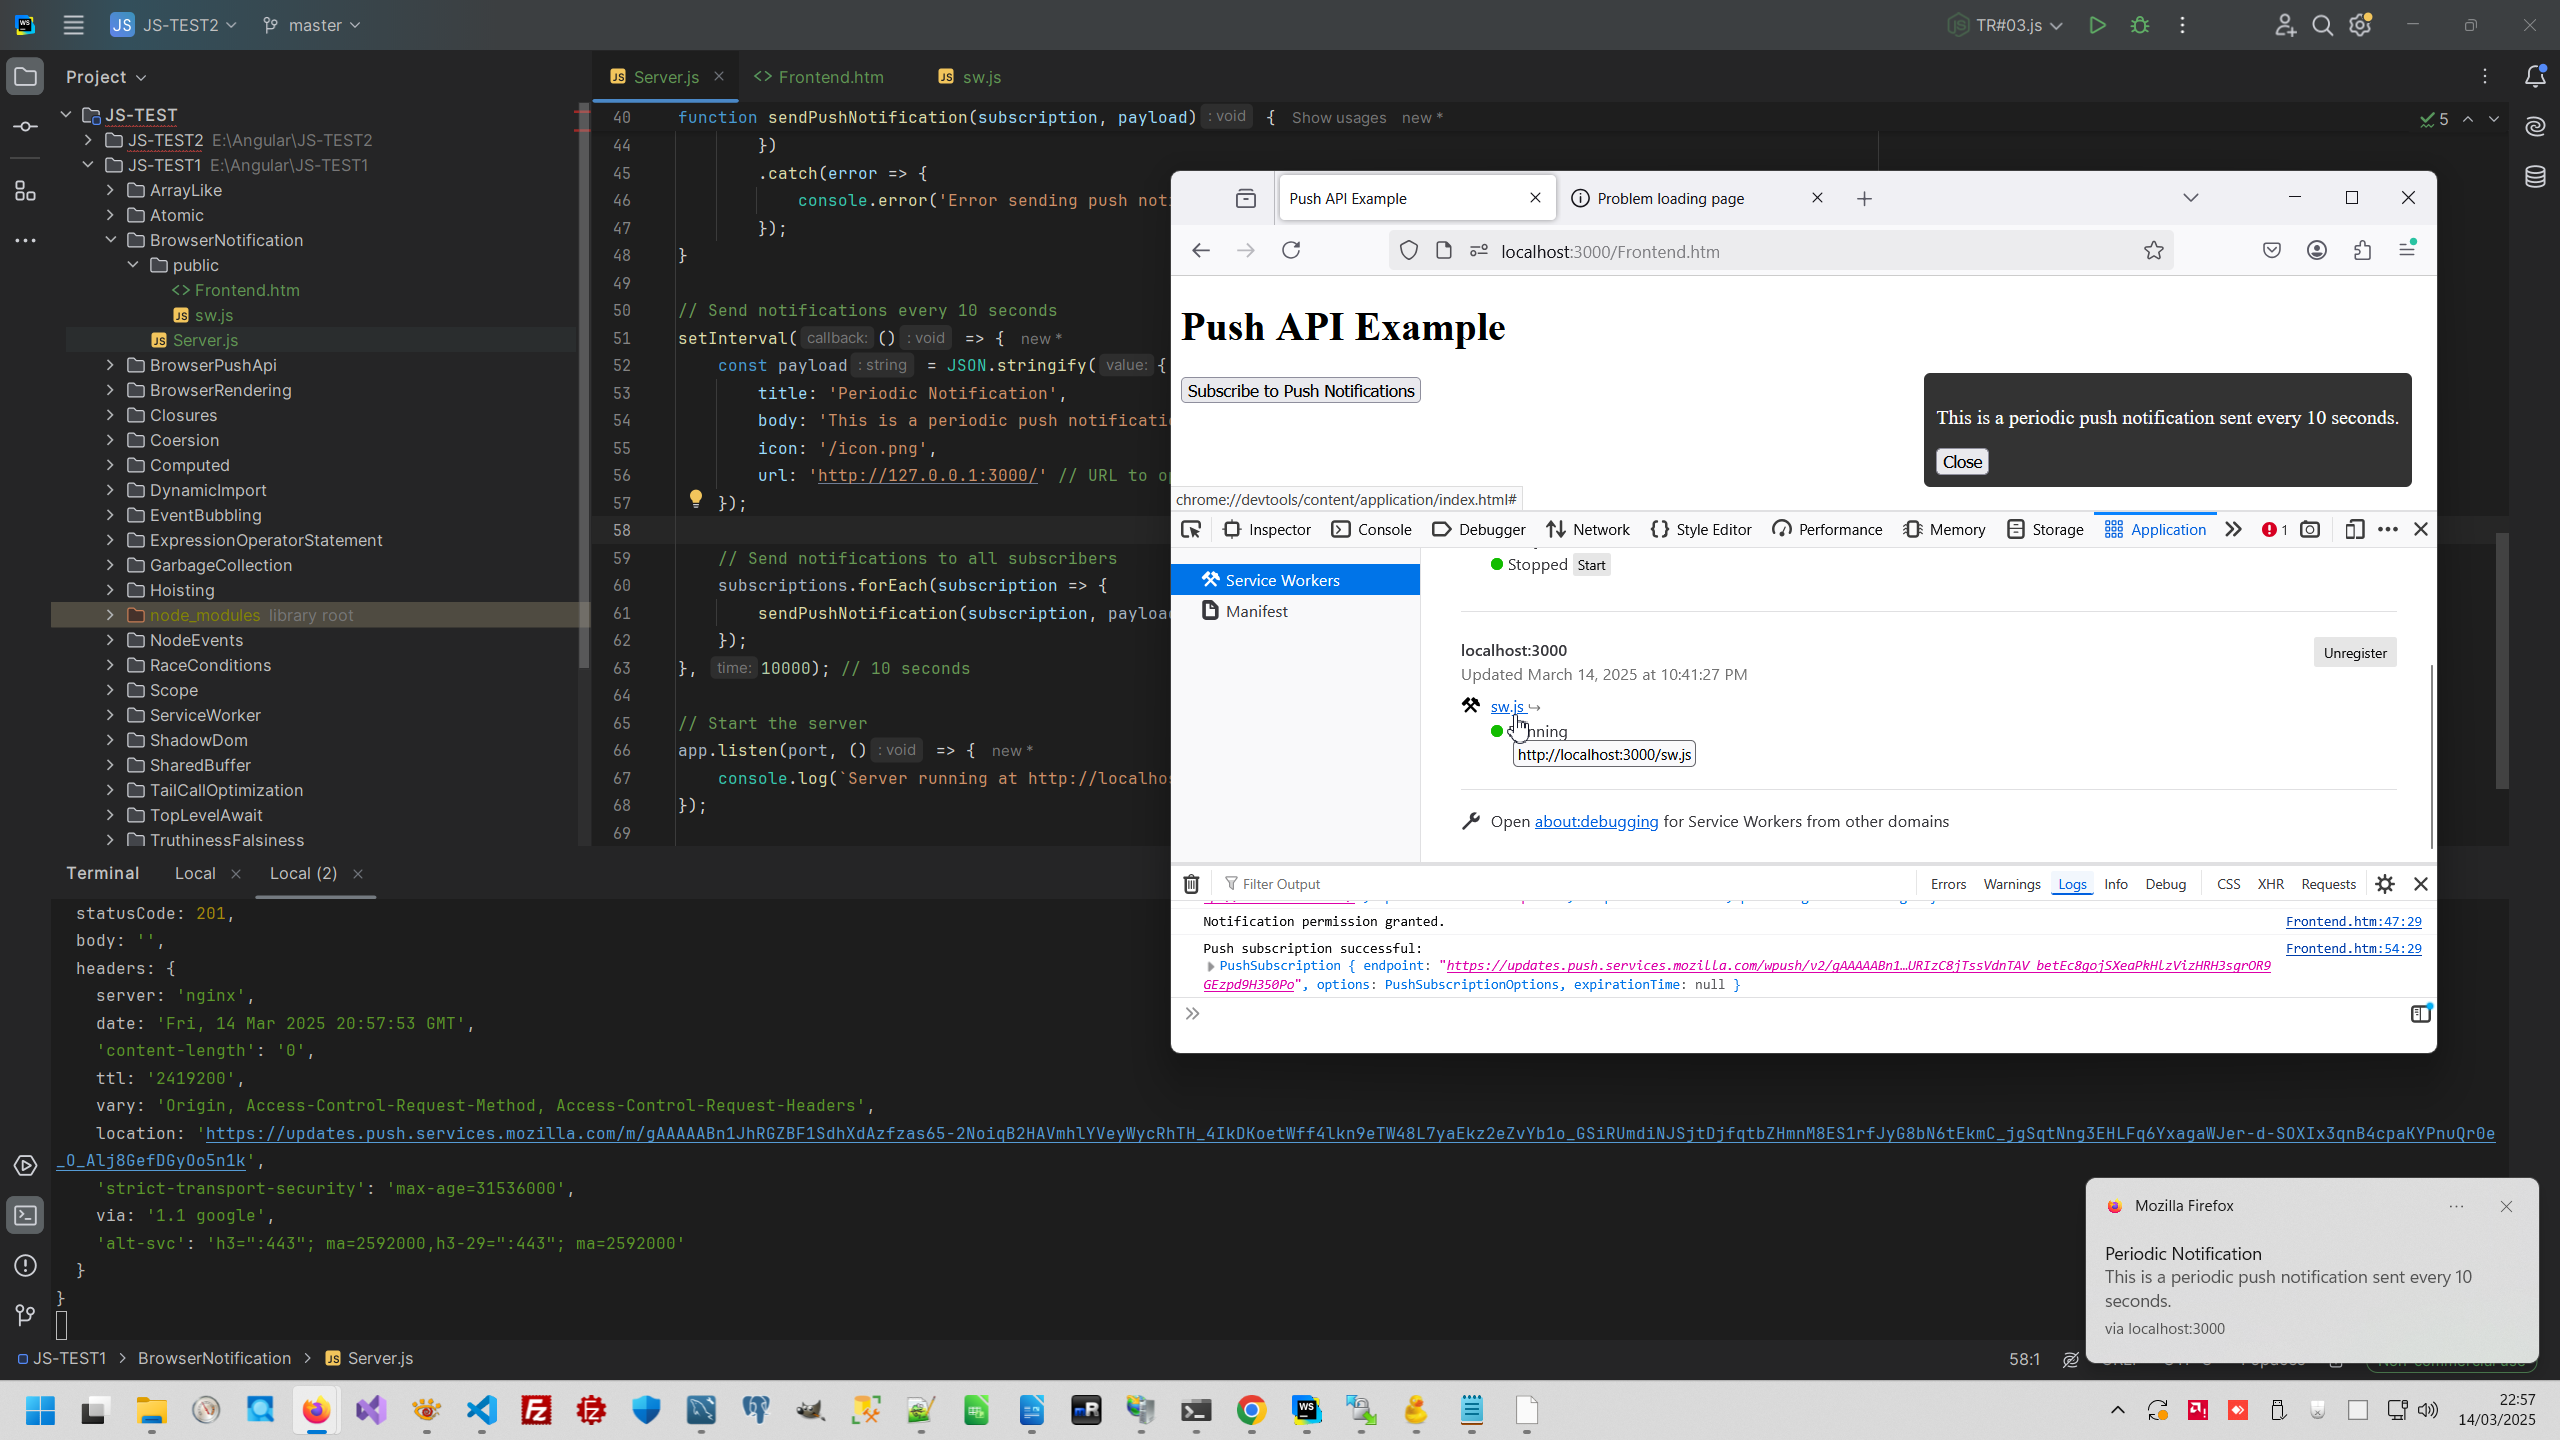 JS JS-TEST2 master
TR#03.js
Project
JS-TEST
JS-TEST2 E:\Angular\JS-TEST2
JS-TEST1 E:\Angular\JS-TEST1
ArrayLike
Atomic
BrowserNotification
public
Frontend.htm
sw.js
Server.js
BrowserPushApi
BrowserRendering
Closures
Coersion
Computed
DynamicImport
EventBubbling
ExpressionOperatorStatement
GarbageCollection
Hoisting
node_modules library root
NodeEvents
RaceConditions
Scope
ServiceWorker
ShadowDom
SharedBuffer
TailCallOptimization
TopLevelAwait
TruthinessFalsiness
Server.js Frontend.htm sw.js
5
40 function sendPushNotification(subscription, payload) : void { Show usages new *
44 })
45 .catch(error => {
46 console.error('Error sending push not
47 });
48 }
49
50 // Send notifications every 10 seconds
51 setInterval( callback: () : void => { new *
52 const payload : string = JSON.stringify( value: {
53 title: 'Periodic Notification',
54 body: 'This is a periodic push notificati
55 icon: '/icon.png',
56 url: 'http://127.0.0.1:3000/' // URL to o
57 });
58
59 // Send notifications to all subscribers
60 subscriptions.forEach(subscription => {
61 sendPushNotification(subscription, payloa
62 });
63 }, time: 10000); // 10 seconds
64
65 // Start the server
66 app.listen(port, () : void => { new *
67 console.log(`Server running at http://localho
68 });
69
Push API Example
Problem loading page
localhost:3000/Frontend.htm
Push API Example
Subscribe to Push Notifications
This is a periodic push notification sent every 10 seconds.
Close
chrome://devtools/content/application/index.html#
Inspector Console Debugger Network Style Editor Performance Memory Storage Application 1
Service Workers
Manifest
Stopped Start
localhost:3000
Unregister
Updated March 14, 2025 at 10:41:27 PM
sw.js
nning
http://localhost:3000/sw.js
Open about:debugging for Service Workers from other domains
Filter Output
Errors Warnings Logs Info Debug CSS XHR Requests
Notification permission granted. Frontend.htm:47:29
Push subscription successful: Frontend.htm:54:29
PushSubscription { endpoint: "https://updates.push.services.mozilla.com/wpush/v2/gAAAAABn1…URIzC8jTssVdnTAV_betEc8gojSXeaPkHlzVizHRH3sgrOR9
GEzpd9H350Po", options: PushSubscriptionOptions, expirationTime: null }
Terminal Local Local (2)
statusCode: 201,
body: '',
headers: {
server: 'nginx',
date: 'Fri, 14 Mar 2025 20:57:53 GMT',
'content-length': '0',
ttl: '2419200',
vary: 'Origin, Access-Control-Request-Method, Access-Control-Request-Headers',
location: 'https://updates.push.services.mozilla.com/m/gAAAAABn1JhRGZBF1SdhXdAzfzas65-2NoiqB2HAVmhlYVeyWycRhTH_4IkDKoetWff4lkn9eTW48L7yaEkz2eZvYb1o_GSiRUmdiNJSjtDjfqtbZHmnM8ES1rfJyG8bN6tEkmC_jgSqtNng3EHLFq6YxagaWJer-d-SOXIx3qnB4cpaKYPnuQr0e
_O_Alj8GefDGyOo5n1k',
'strict-transport-security': 'max-age=31536000',
via: '1.1 google',
'alt-svc': 'h3=":443"; ma=2592000,h3-29=":443"; ma=2592000'
}
}
Mozilla Firefox
Periodic Notification
This is a periodic push notification sent every 10
seconds.
via localhost:3000
JS-TEST1 BrowserNotification Server.js
58:1
22:57
14/03/2025